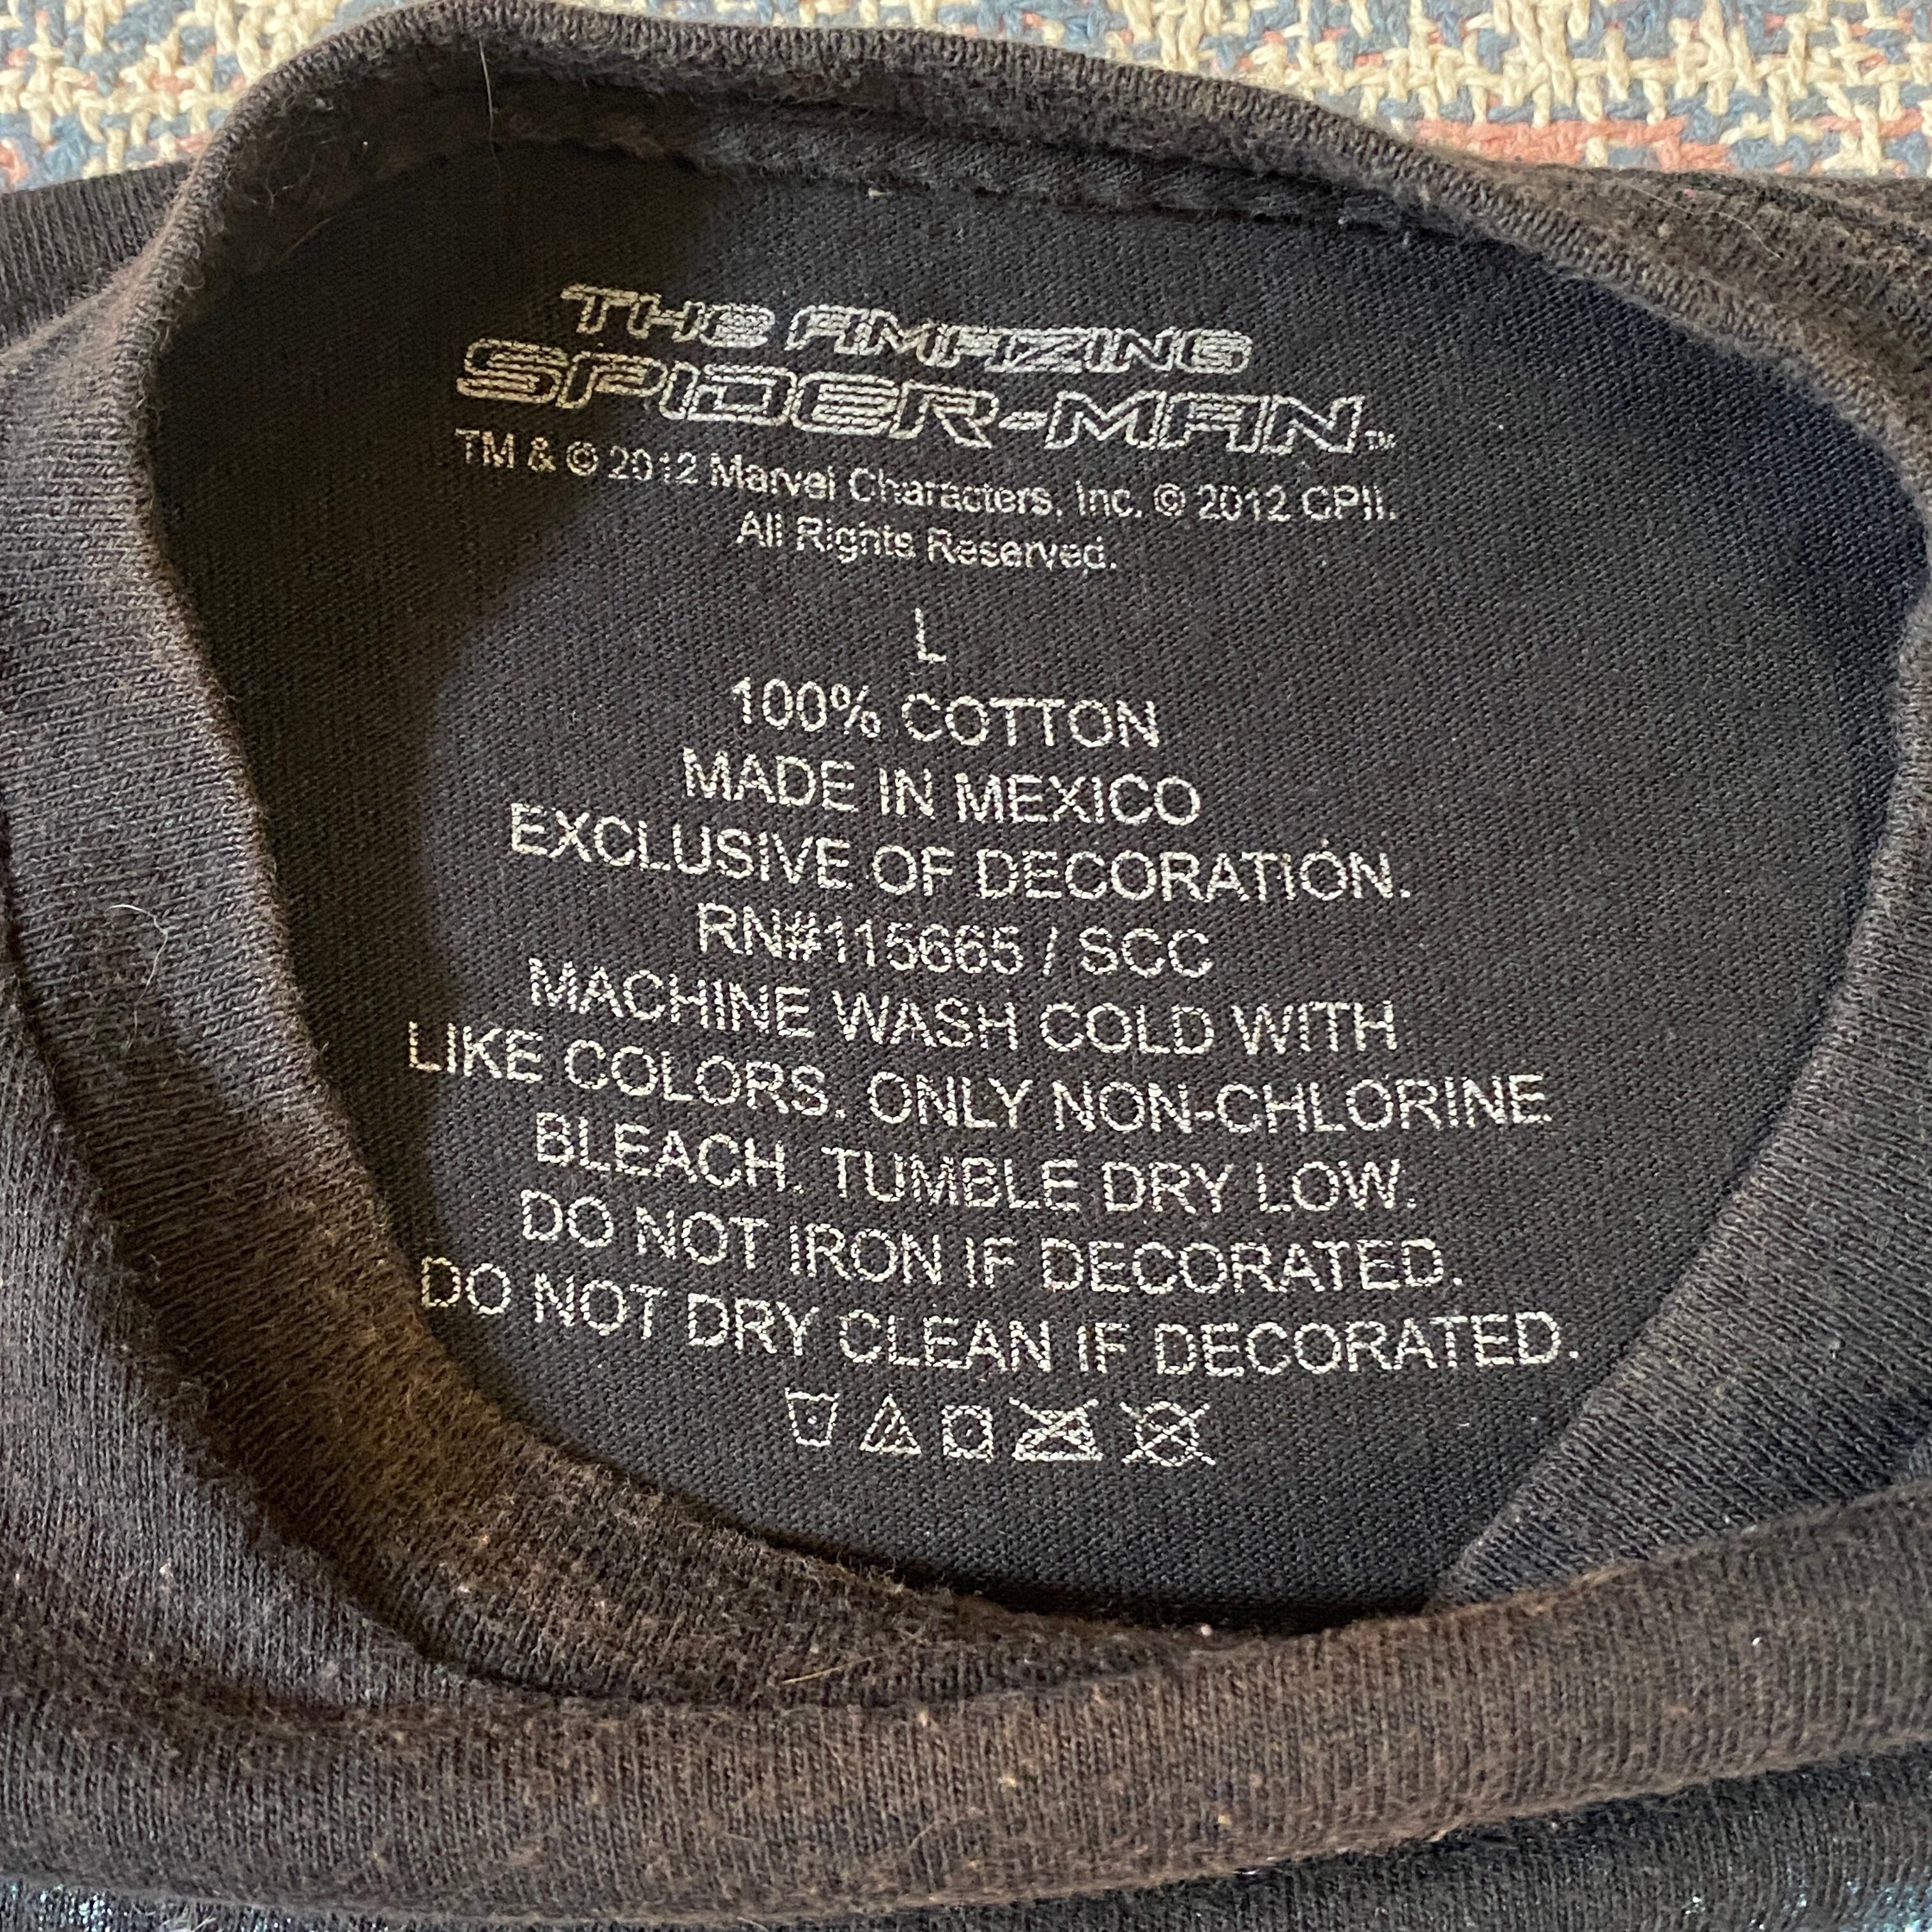 THE AMAZING
SPIDER-MAN™
TM & © 2012 Marvel Characters, Inc. © 2012 CPII.
All Rights Reserved.
L
100% COTTON
MADE IN MEXICO
EXCLUSIVE OF DECORATION.
RN#115665 / SCC
MACHINE WASH COLD WITH
LIKE COLORS. ONLY NON-CHLORINE
BLEACH. TUMBLE DRY LOW.
DO NOT IRON IF DECORATED.
DO NOT DRY CLEAN IF DECORATED.